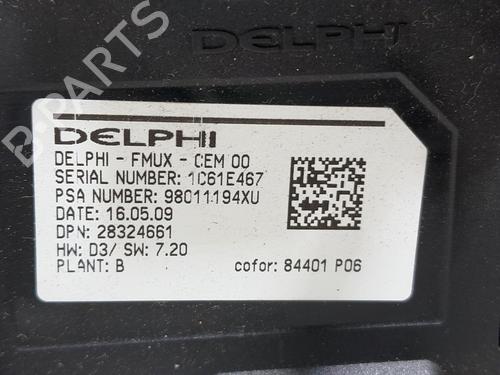 DELPHI
B-PARTS
DELPHI
DELPHI - FMUX - CEM 00
SERIAL NUMBER: 1C61E467
PSA NUMBER: 98011194XU
DATE: 16.05.09
DPN: 28324661
HW: D3/ SW: 7.20
PLANT: B cofor: 84401 P06